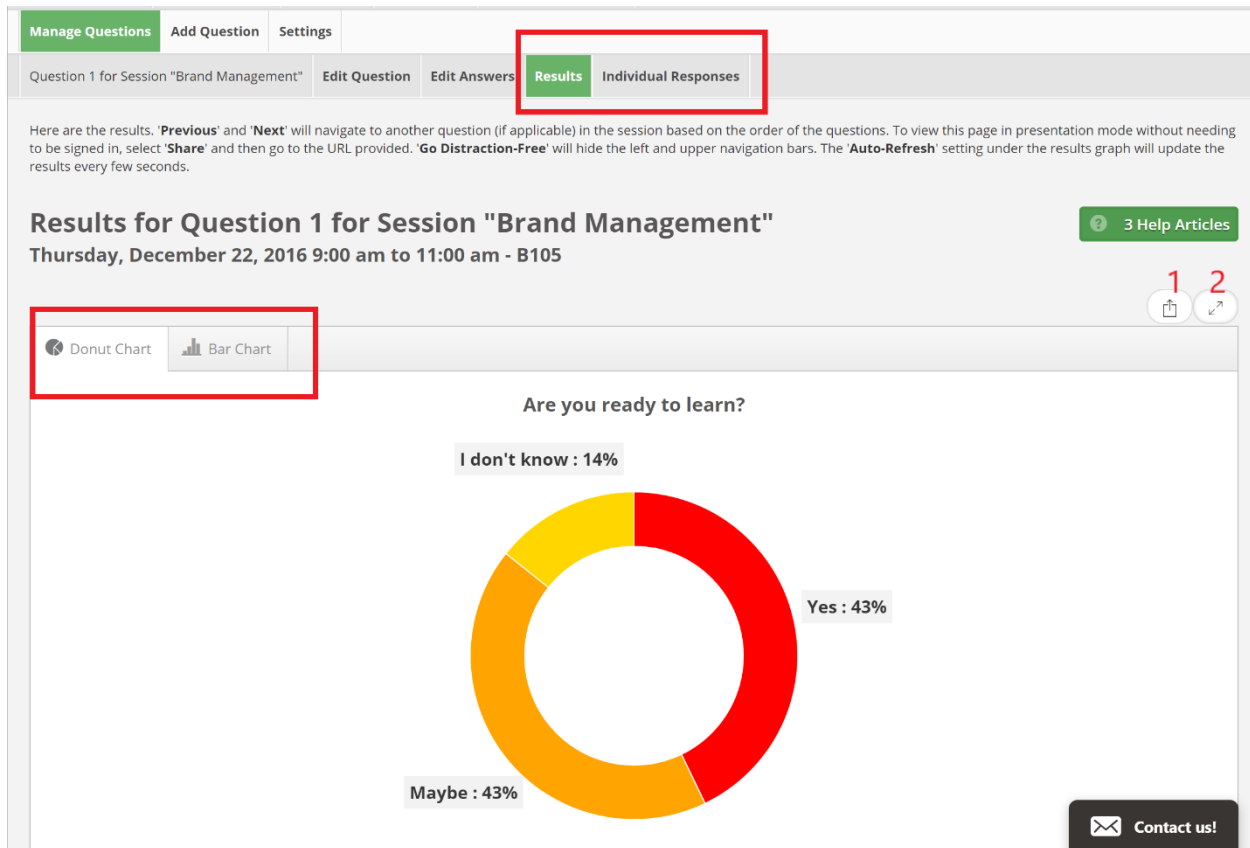 Manage Questions Add Question Settings
Question 1 for Session "Brand Management" Edit Question Edit Answers Results Individual Responses
Here are the results. 'Previous' and 'Next' will navigate to another question (if applicable) in the session based on the order of the questions. To view this page in presentation mode without needing
to be signed in, select 'Share' and then go to the URL provided. 'Go Distraction-Free' will hide the left and upper navigation bars. The 'Auto-Refresh' setting under the results graph will update the
results every few seconds.
Results for Question 1 for Session "Brand Management"
? 3 Help Articles
Thursday, December 22, 2016 9:00 am to 11:00 am - B105
1 2
Donut Chart Bar Chart
Are you ready to learn?
I don't know : 14%
Yes : 43%
Maybe : 43%
Contact us!